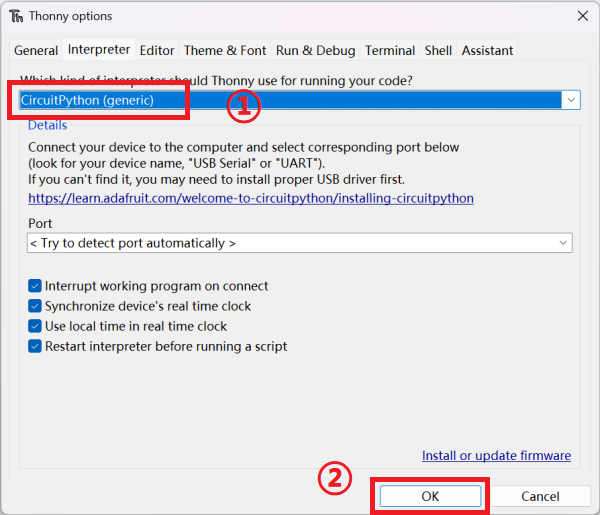 Thonny options
General Interpreter Editor Theme & Font Run & Debug Terminal Shell Assistant
Which kind of interpreter should Thonny use for running your code?
CircuitPython (generic)
①
Details
Connect your device to the computer and select corresponding port below
(look for your device name, "USB Serial" or "UART").
If you can't find it, you may need to install proper USB driver first.
https://learn.adafruit.com/welcome-to-circuitpython/installing-circuitpython
Port
< Try to detect port automatically >
Interrupt working program on connect
Synchronize device's real time clock
Use local time in real time clock
Restart interpreter before running a script
Install or update firmware
②
OK Cancel